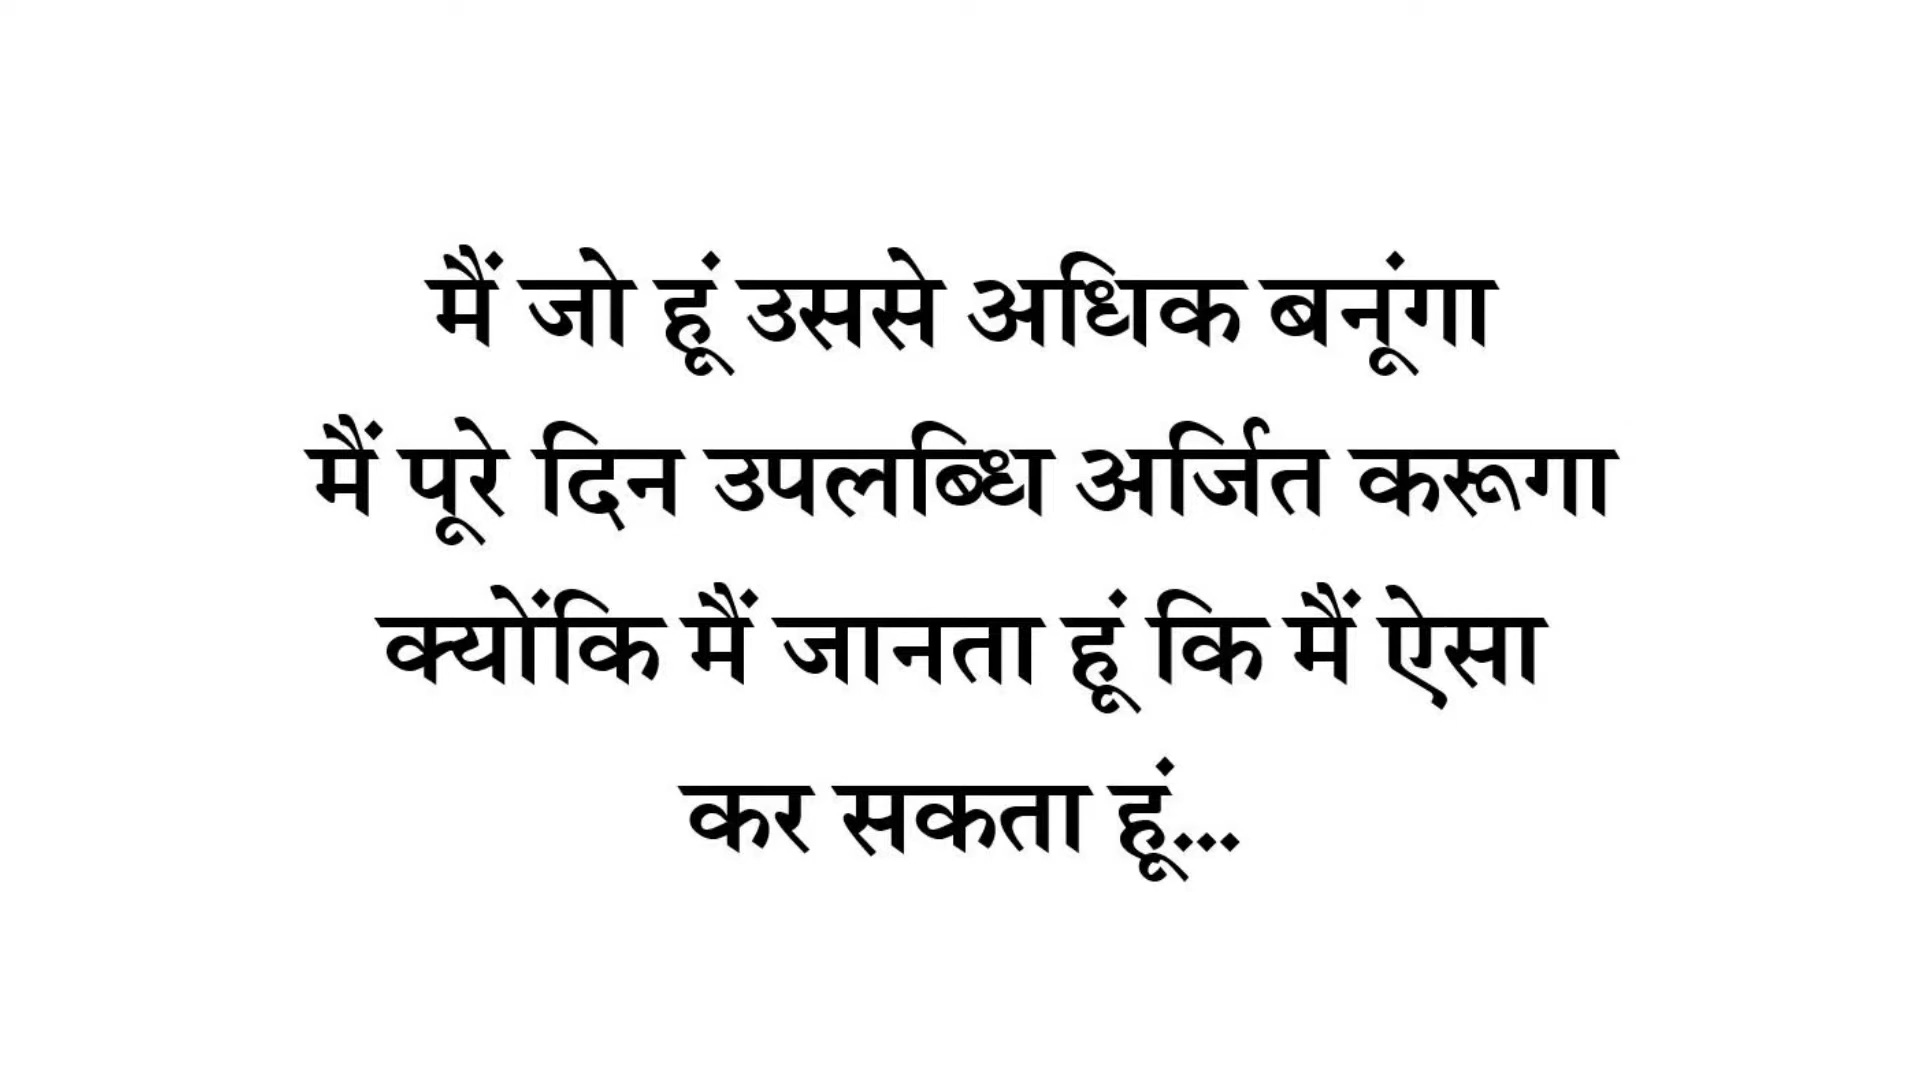 मैं जो हूं उससे अधिक बनूंगा
मैं पूरे दिन उपलब्धि अर्जित करूगा
क्योंकि मैं जानता हूं कि मैं ऐसा
कर सकता हूं...